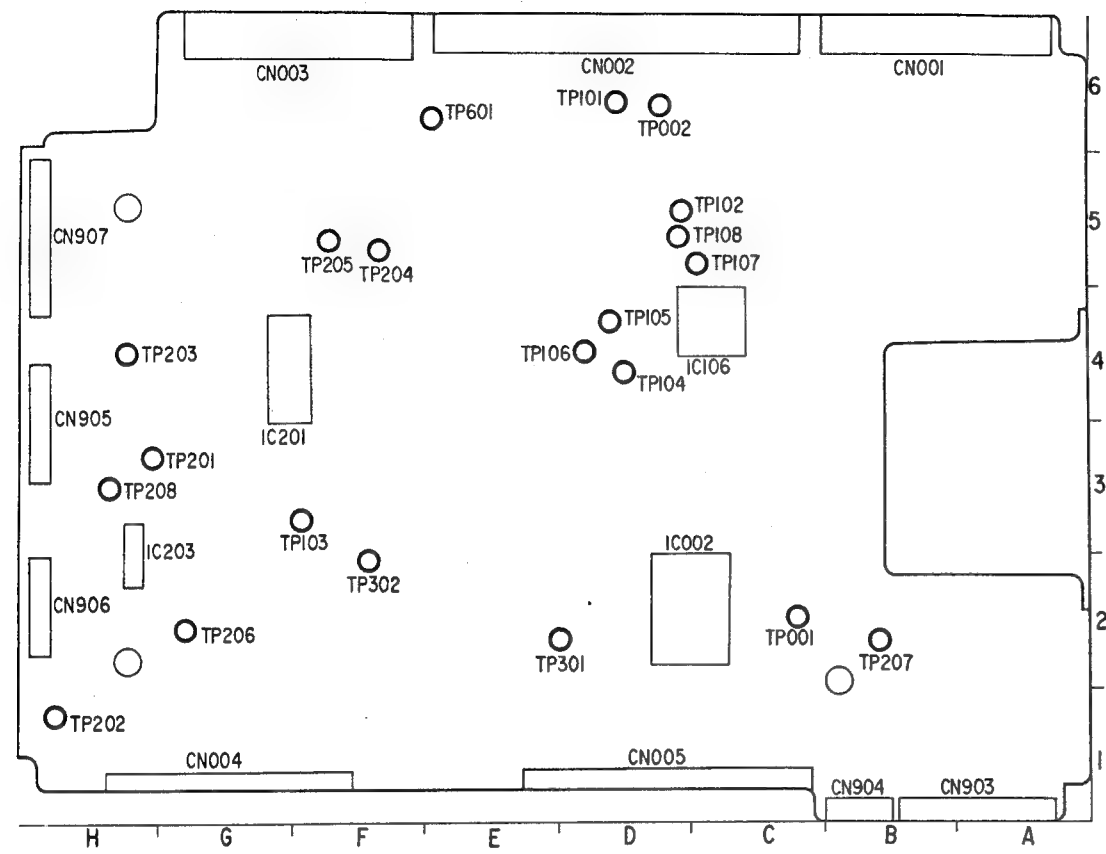 CN003
CN002
CN001
6
TP101
TP002
TP601
TP102
5
CN907
TP108
TP107
TP205
TP204
TP105
TP203
TP106
IC106
4
TP104
CN905
IC201
TP201
TP208
3
TP103
IC002
IC203
TP302
CN906
TP206
TP301
TP001
TP207
2
TP202
CN004
CN005
1
CN904
CN903
H G F E D C B A